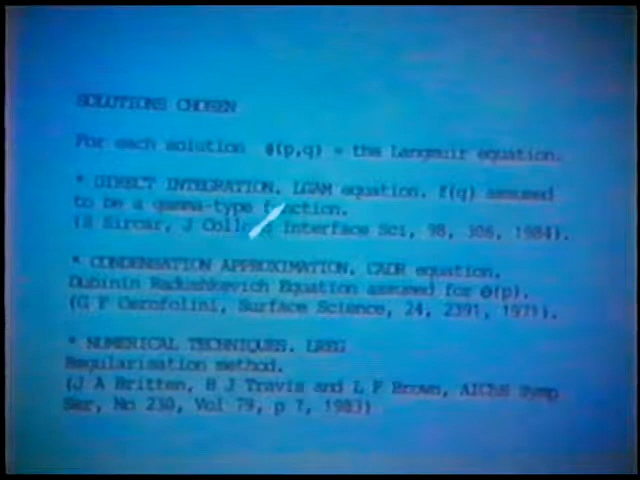 SOLUTIONS CHOSEN
For each solution ϕ(p,q) = the Langmuir equation.
* DIRECT INTEGRATION. LGAM equation. f(q) assumed
to be a gamma-type function.
(S Sircar, J Colloid Interface Sci, 98, 306, 1984).
* CONDENSATION APPROXIMATION. CADR equation.
Dubinin Radushkevich Equation assumed for θ(p).
(G F Cerofolini, Surface Science, 24, 2391, 1971).
* NUMERICAL TECHNIQUES. LREG
Regularisation method.
(J A Britten, B J Travis and L F Brown, AIChE Symp
Ser, No 230, Vol 79, p 7, 1983)